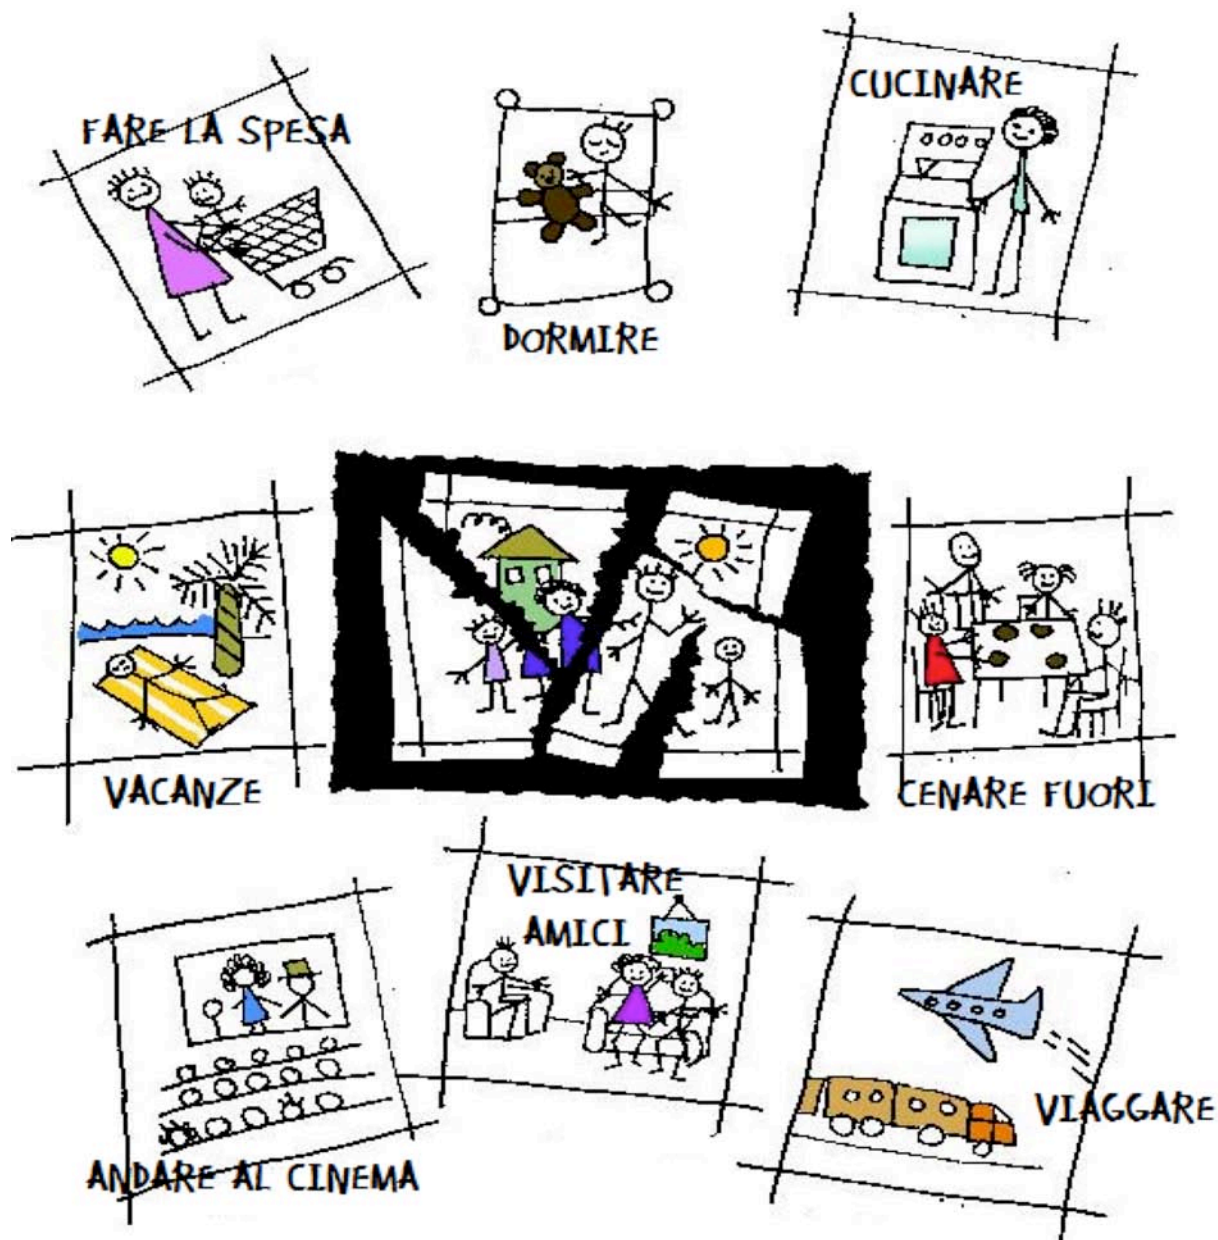 FARE LA SPESA
DORMIRE
CUCINARE
VACANZE
CENARE FUORI
VISITARE
AMICI
ANDARE AL CINEMA
VIAGGARE